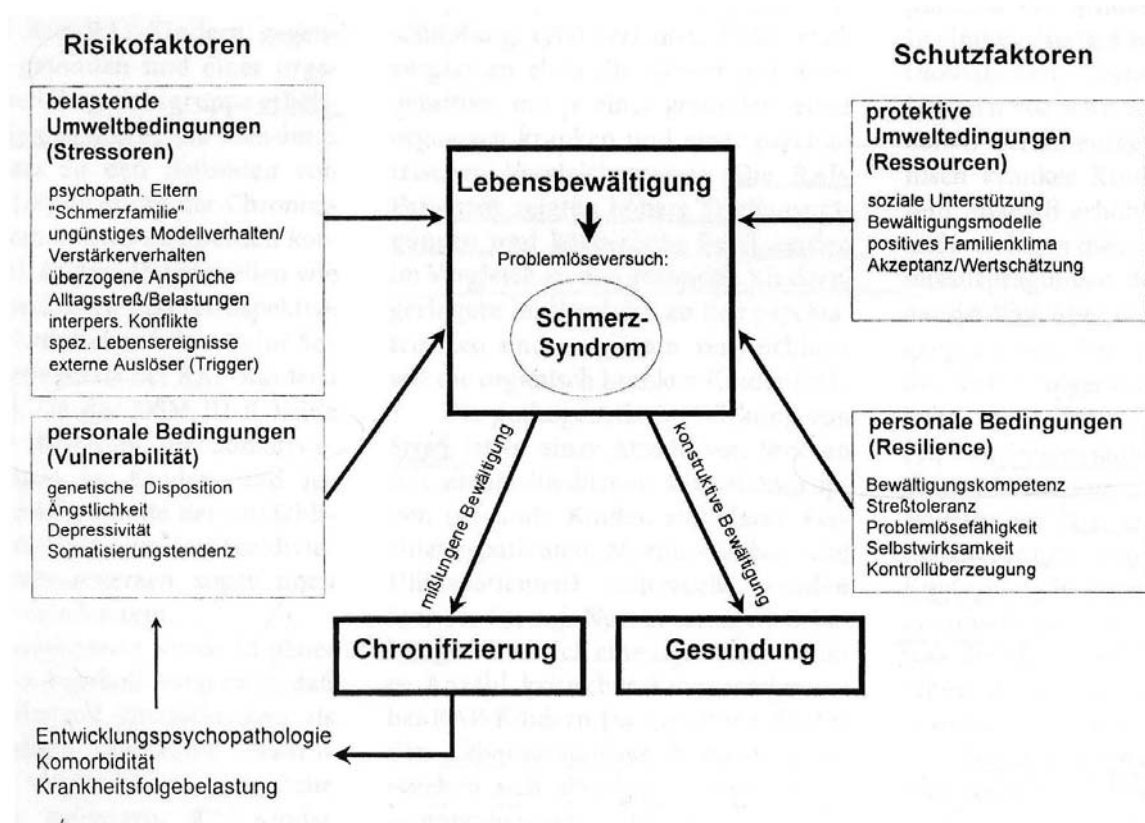 Risikofaktoren
belastende
Umweltbedingungen
(Stressoren)
psychopath. Eltern
"Schmerzfamilie"
ungünstiges Modellverhalten/
Verstärkerverhalten
überzogene Ansprüche
Alltagsstreß/Belastungen
interpers. Konflikte
spez. Lebensereignisse
externe Auslöser (Trigger)
personale Bedingungen
(Vulnerabilität)
genetische Disposition
Ängstlichkeit
Depressivität
Somatisierungstendenz
Entwicklungspsychopathologie
Komorbidität
Krankheitsfolgebelastung
Lebensbewältigung
Problemlöseversuch:
Schmerz-
Syndrom
mißlungene Bewältigung
konstruktive Bewältigung
Chronifizierung
Gesundung
Schutzfaktoren
protektive
Umweltedingungen
(Ressourcen)
soziale Unterstützung
Bewältigungsmodelle
positives Familienklima
Akzeptanz/Wertschätzung
personale Bedingungen
(Resilience)
Bewältigungskompetenz
Streßtoleranz
Problemlösefähigkeit
Selbstwirksamkeit
Kontrollüberzeugung